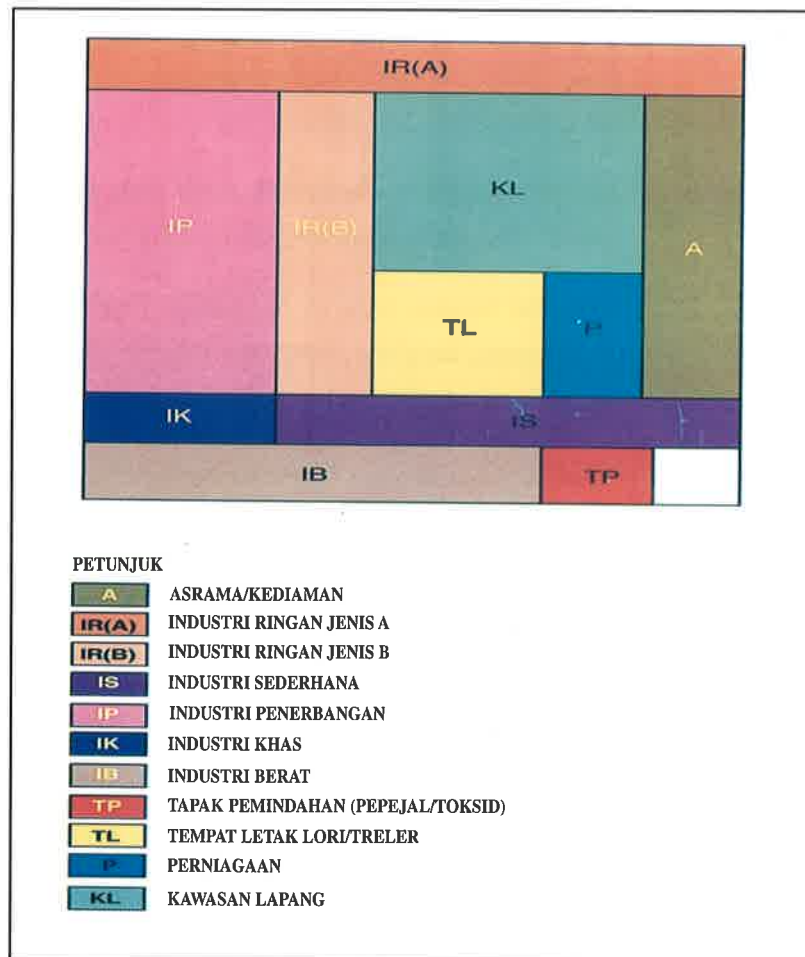 IR(A)
IP
IR(B)
KL
A
TL
P
IK
IS
IB
TP
PETUNJUK
A ASRAMA/KEDIAMAN
IR(A) INDUSTRI RINGAN JENIS A
IR(B) INDUSTRI RINGAN JENIS B
IS INDUSTRI SEDERHANA
IP INDUSTRI PENERBANGAN
IK INDUSTRI KHAS
IB INDUSTRI BERAT
TP TAPAK PEMINDAHAN (PEPEJAL/TOKSID)
TL TEMPAT LETAK LORI/TRELER
P PERNIAGAAN
KL KAWASAN LAPANG